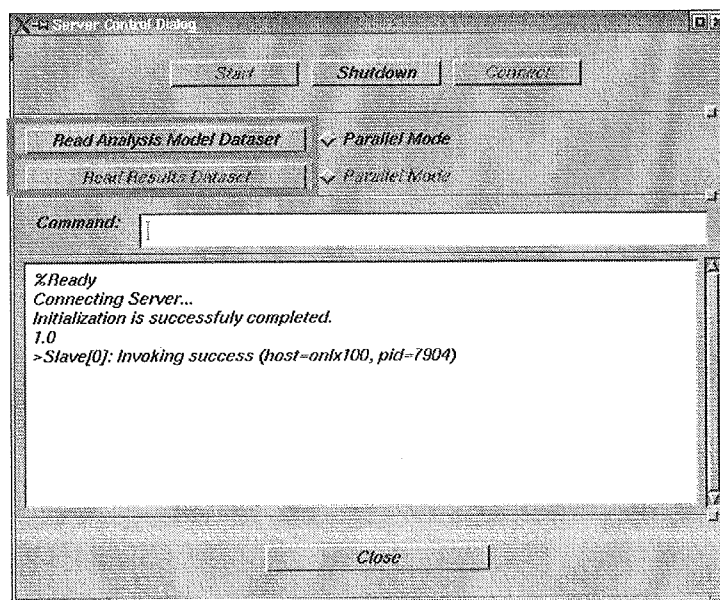 Server Control Dialog
Start Shutdown Connect
Read Analysis Model Dataset Parallel Mode
Read Results Dataset Parallel Mode
Command:
%Ready
Connecting Server...
Initialization is successfuly completed.
1.0
>Slave[0]: Invoking success (host=onlx100, pid=7904)
Close